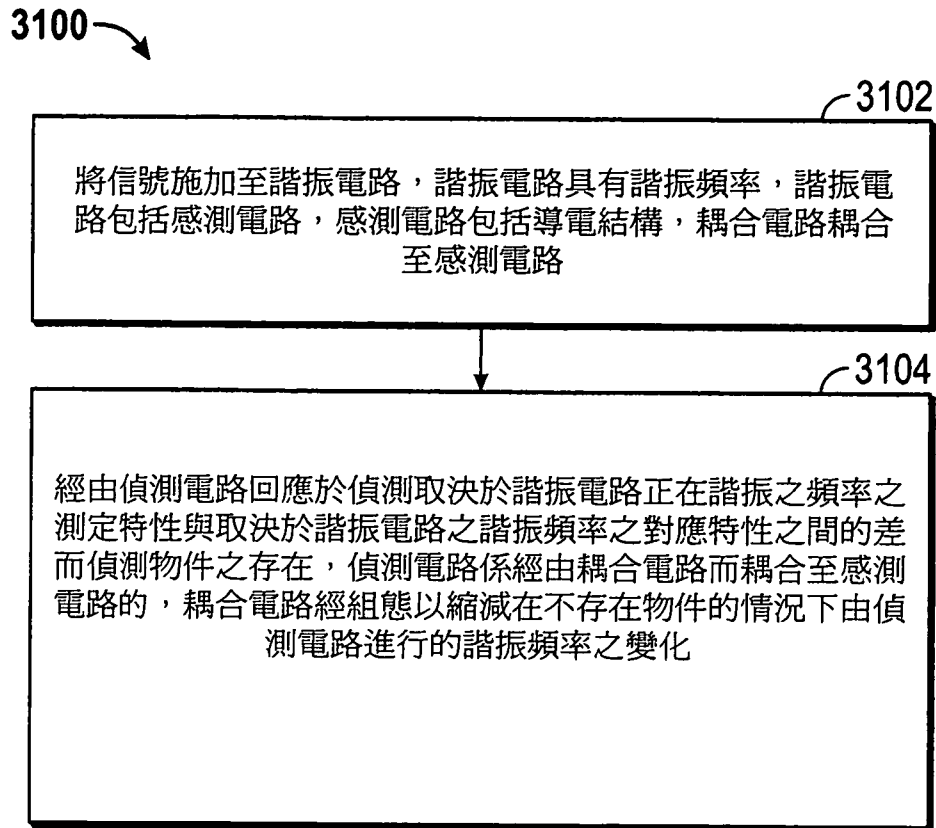 3100
3102
將信號施加至諧振電路，諧振電路具有諧振頻率，諧振電
路包括感測電路，感測電路包括導電結構，耦合電路耦合
至感測電路
3104
經由偵測電路回應於偵測取決於諧振電路正在諧振之頻率之
測定特性與取決於諧振電路之諧振頻率之對應特性之間的差
而偵測物件之存在，偵測電路係經由耦合電路而耦合至感測
電路的，耦合電路經組態以縮減在不存在物件的情況下由偵
測電路進行的諧振頻率之變化